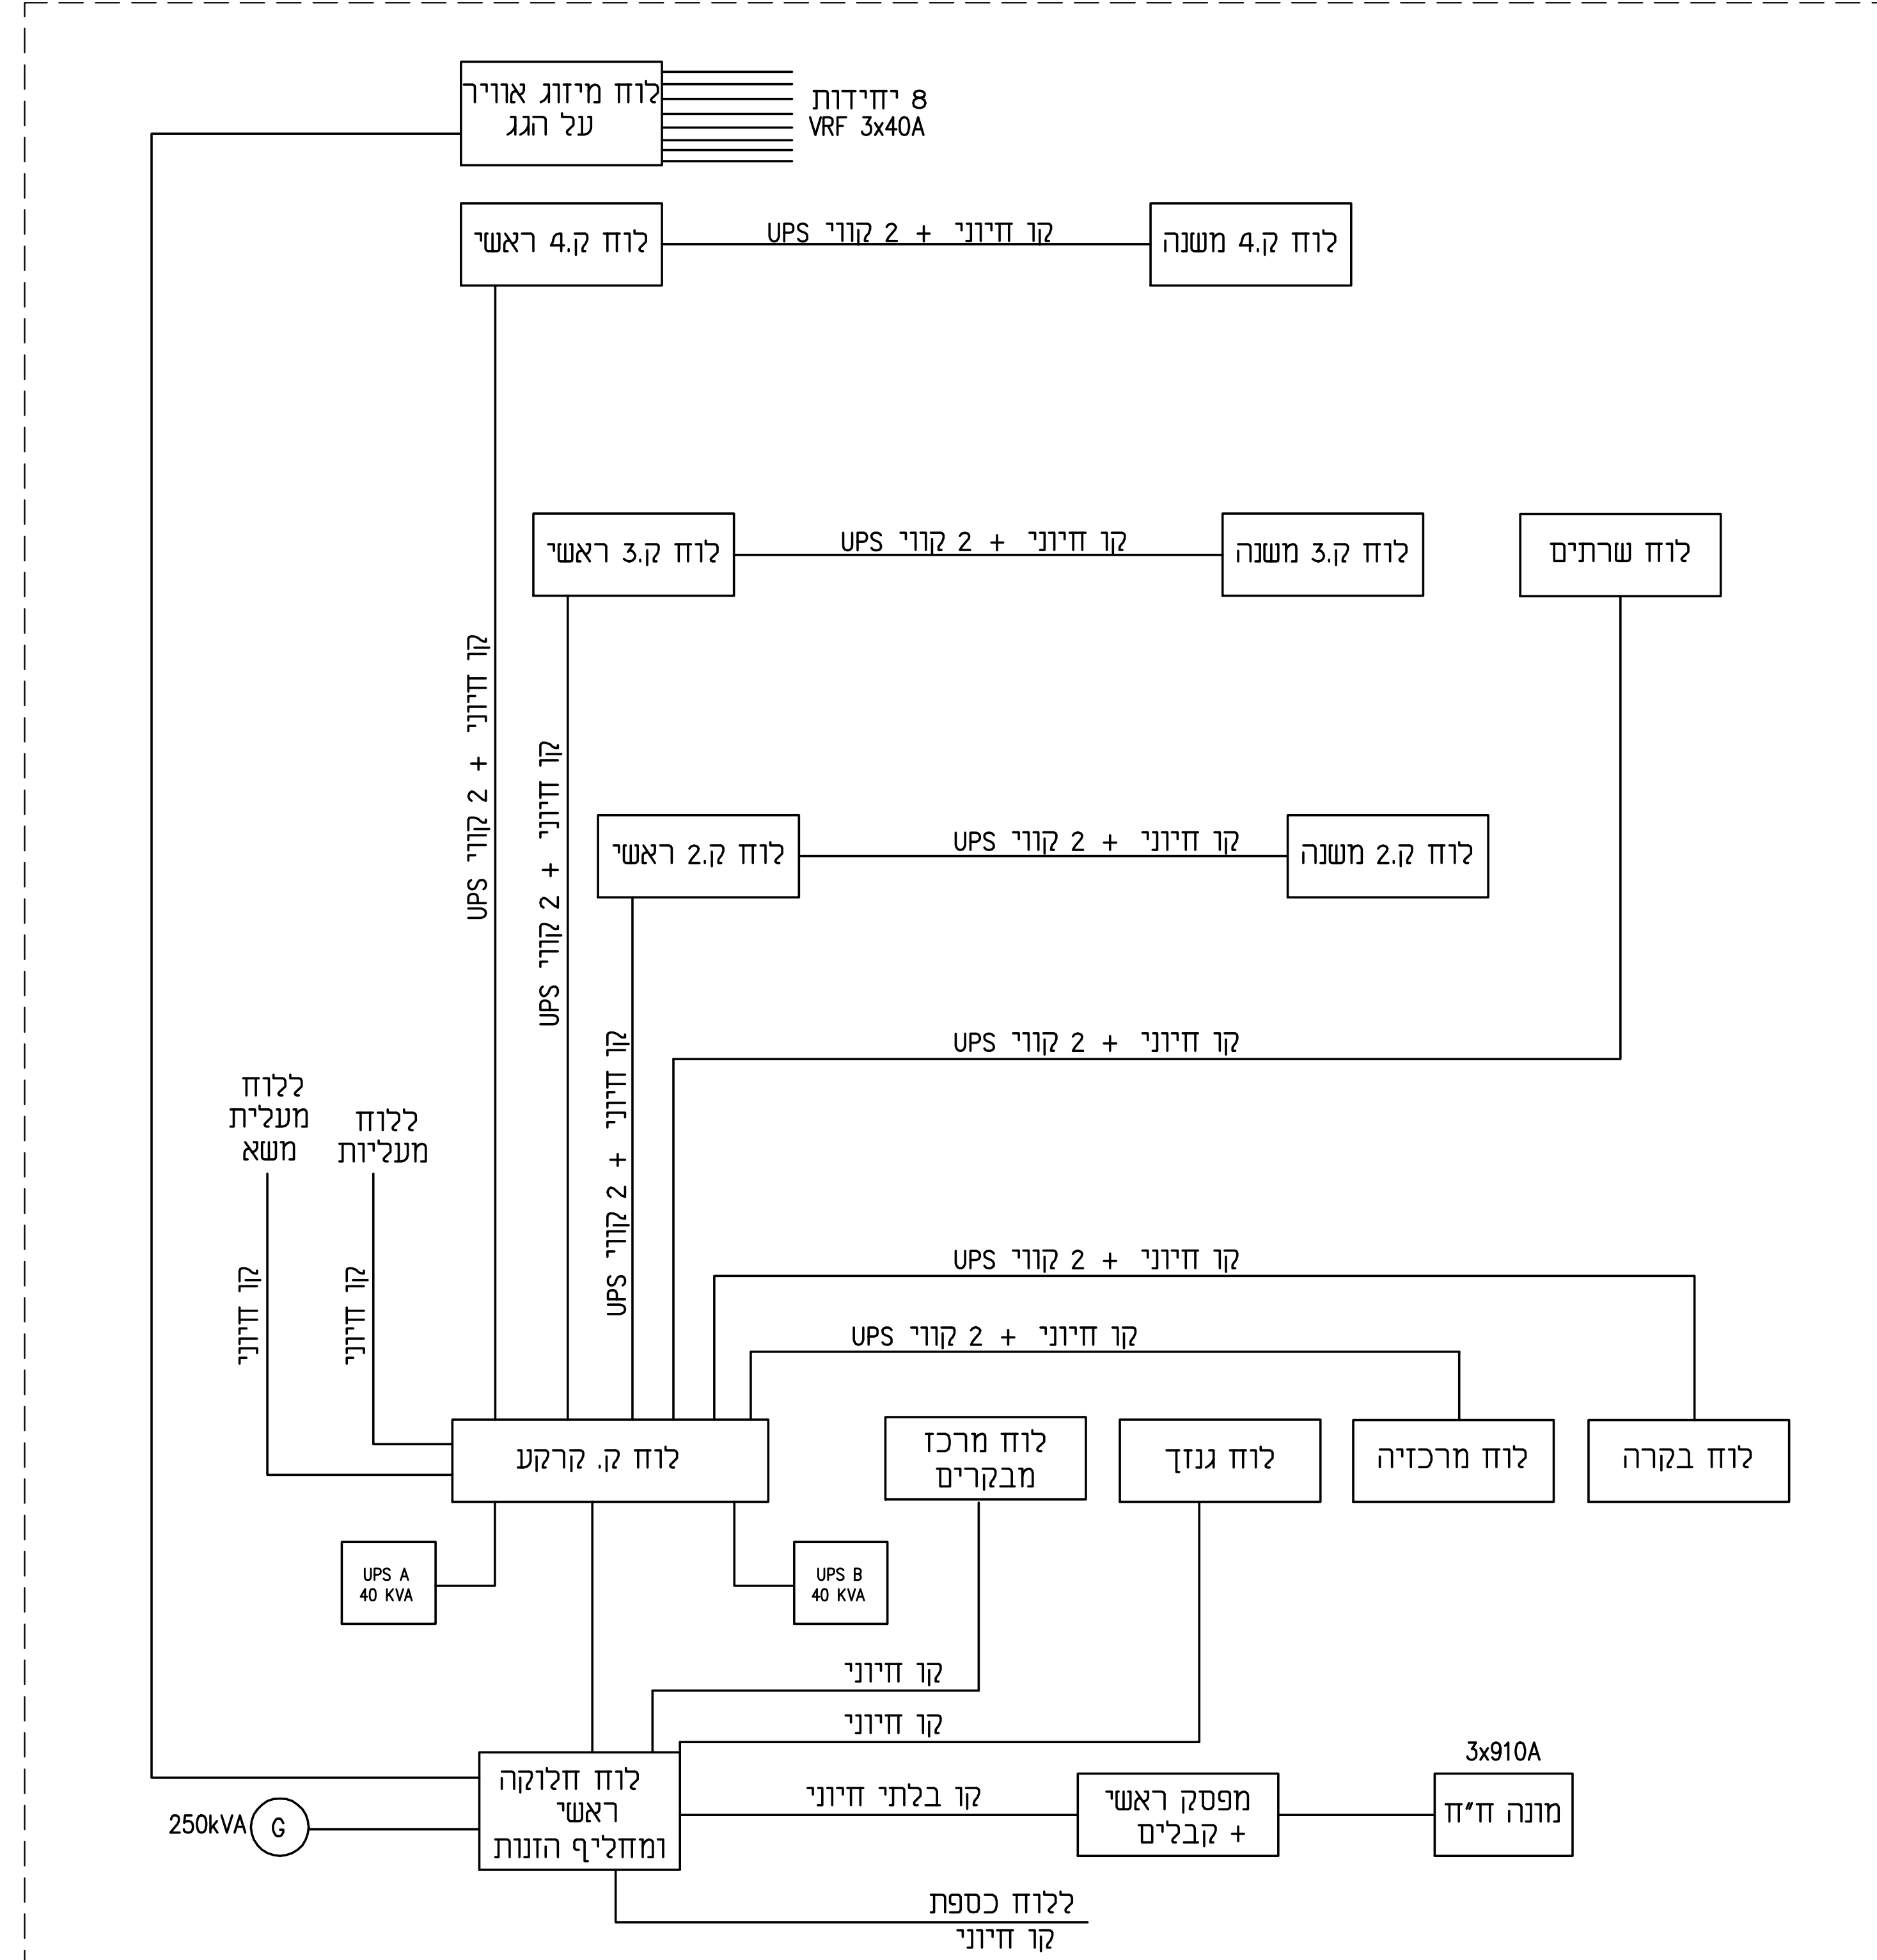 לוח מיזוג אוויר
על הגג
8 יחידות
VRF 3x40A
לוח ק.4 ראשי
קו חיוני + 2 קווי UPS
לוח ק.4 משנה
לוח ק.3 ראשי
קו חיוני + 2 קווי UPS
לוח ק.3 משנה
לוח שרתים
קו חיוני + 2 קווי UPS
קו חיוני + 2 קווי UPS
לוח ק.2 ראשי
קו חיוני + 2 קווי UPS
לוח ק.2 משנה
קו חיוני + 2 קווי UPS
קו חיוני + 2 קווי UPS
ללוח
מעלית
משא
ללוח
מעליות
קו חיוני
קו חיוני
קו חיוני + 2 קווי UPS
קו חיוני + 2 קווי UPS
לוח ק. קרקע
לוח מרכז
מבקרים
לוח גנזך
לוח מרכזיה
לוח בקרה
UPS A
40 KVA
UPS B
40 KVA
קו חיוני
קו חיוני
3x910A
לוח חלוקה
ראשי
ומחליף הזנות
250kVA
G
קו בלתי חיוני
מפסק ראשי
+ קבלים
מונה ח"ח
ללוח כספת
קו חיוני